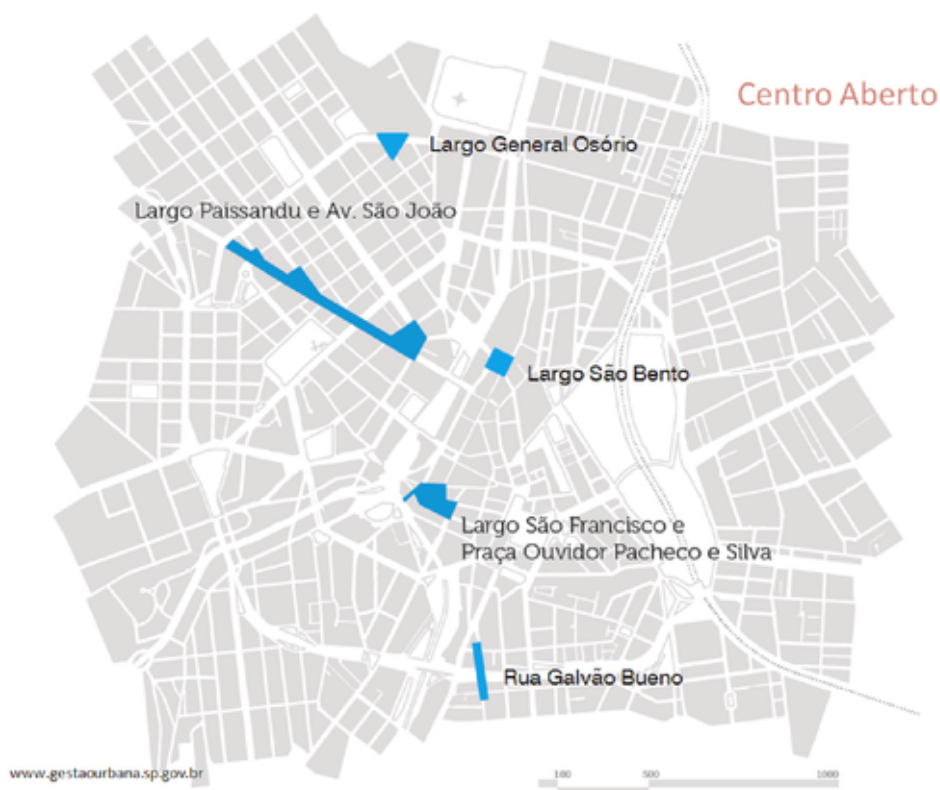 Centro Aberto
Largo General Osório
Largo Paissandu e Av. São João
Largo São Bento
Largo São Francisco e
Praça Ouvidor Pacheco e Silva
Rua Galvão Bueno
www.gestaourbana.sp.gov.br
100 500 1000